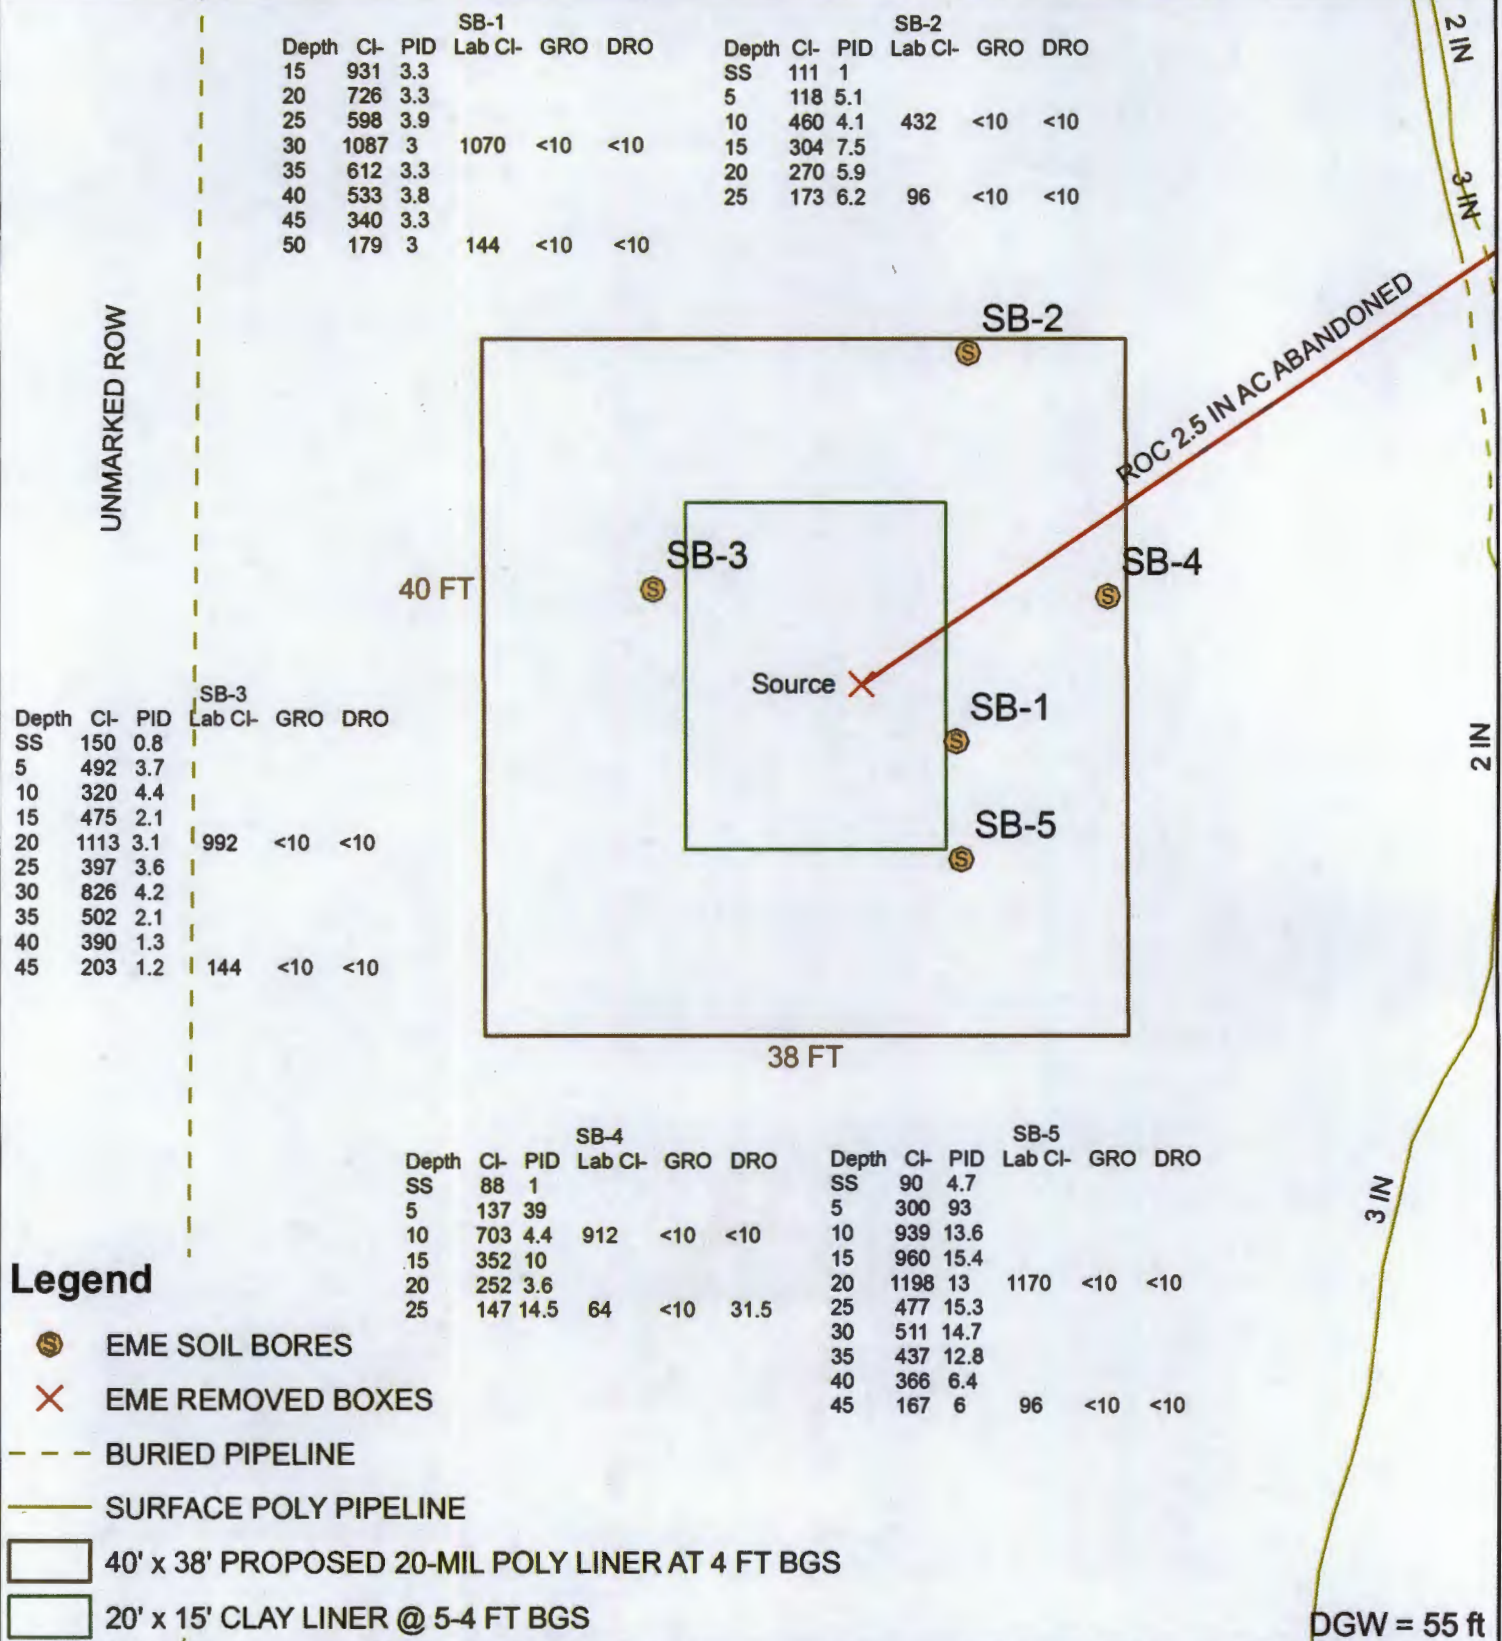 SB-1
Depth Cl- PID Lab Cl- GRO DRO
15 931 3.3
20 726 3.3
25 598 3.9
30 1087 3 1070 <10 <10
35 612 3.3
40 533 3.8
45 340 3.3
50 179 3 144 <10 <10
SB-2
Depth Cl- PID Lab Cl- GRO DRO
SS 111 1
5 118 5.1
10 460 4.1 432 <10 <10
15 304 7.5
20 270 5.9
25 173 6.2 96 <10 <10
2 IN
3 IN
UNMARKED ROW
SB-2
ROC 2.5 IN AC ABANDONED
SB-3
SB-4
40 FT
Source
SB-1
SB-5
2 IN
38 FT
SB-3
Depth Cl- PID Lab Cl- GRO DRO
SS 150 0.8
5 492 3.7
10 320 4.4
15 475 2.1
20 1113 3.1 992 <10 <10
25 397 3.6
30 826 4.2
35 502 2.1
40 390 1.3
45 203 1.2 144 <10 <10
SB-4
Depth Cl- PID Lab Cl- GRO DRO
SS 88 1
5 137 39
10 703 4.4 912 <10 <10
15 352 10
20 252 3.6
25 147 14.5 64 <10 31.5
SB-5
Depth Cl- PID Lab Cl- GRO DRO
SS 90 4.7
5 300 93
10 939 13.6
15 960 15.4
20 1198 13 1170 <10 <10
25 477 15.3
30 511 14.7
35 437 12.8
40 366 6.4
45 167 6 96 <10 <10
3 IN
Legend
S EME SOIL BORES
EME REMOVED BOXES
BURIED PIPELINE
SURFACE POLY PIPELINE
40' x 38' PROPOSED 20-MIL POLY LINER AT 4 FT BGS
20' x 15' CLAY LINER @ 5-4 FT BGS
DGW = 55 ft